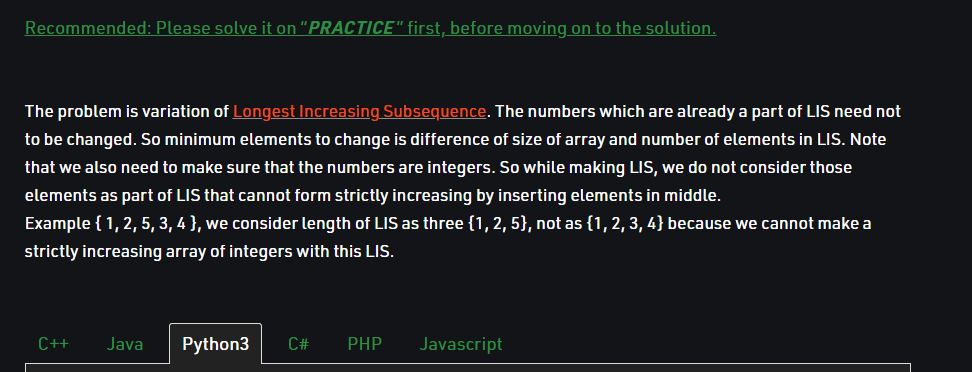 Recommended: Please solve it on "PRACTICE" first, before moving on to the solution.
The problem is variation of Longest Increasing Subsequence. The numbers which are already a part of LIS need not
to be changed. So minimum elements to change is difference of size of array and number of elements in LIS. Note
that we also need to make sure that the numbers are integers. So while making LIS, we do not consider those
elements as part of LIS that cannot form strictly increasing by inserting elements in middle.
Example { 1, 2, 5, 3, 4 }, we consider length of LIS as three {1, 2, 5}, not as {1, 2, 3, 4} because we cannot make a
strictly increasing array of integers with this LIS.
C++ Java Python3 C# PHP Javascript